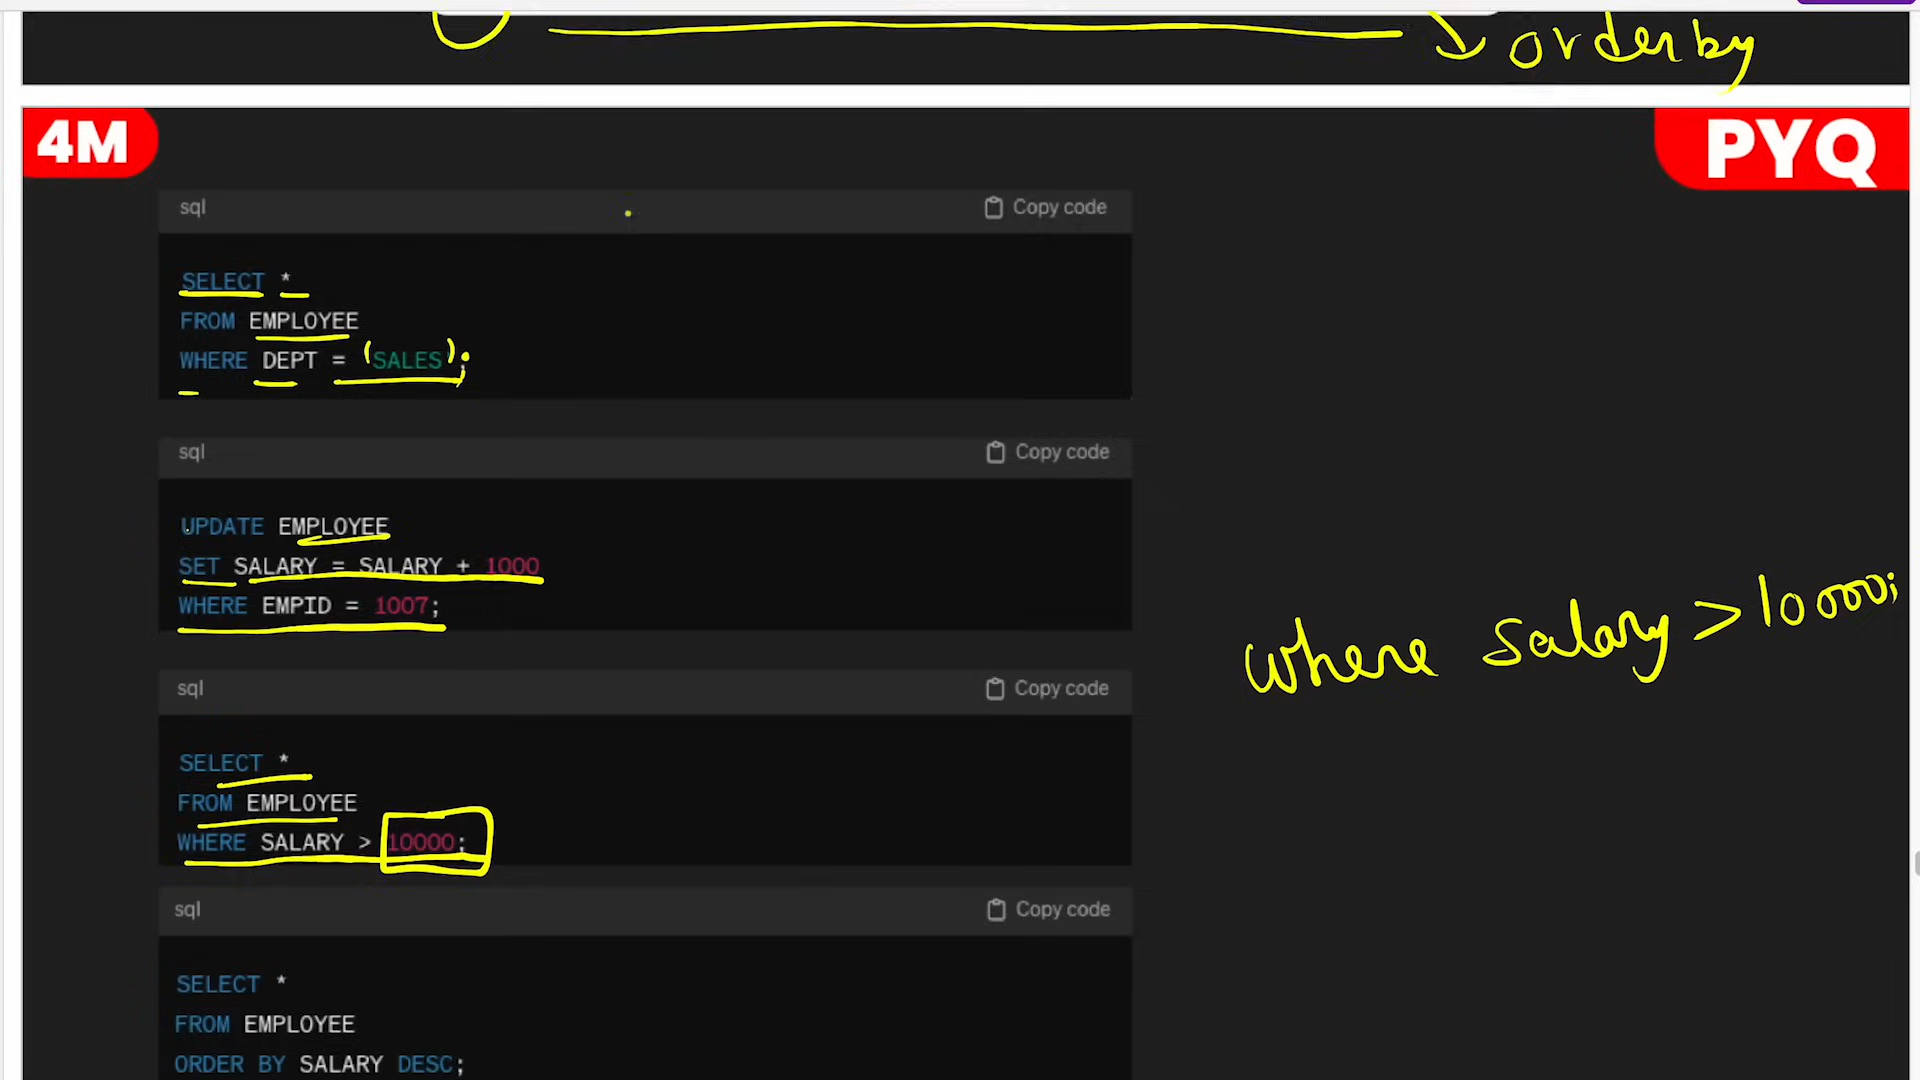 order by
4M
PYQ
sql
Copy code
SELECT *
FROM EMPLOYEE
WHERE DEPT = 'SALES';
sql
Copy code
UPDATE EMPLOYEE
SET SALARY = SALARY + 1000
WHERE EMPID = 1007;
where salary > 10000;
sql
Copy code
SELECT *
FROM EMPLOYEE
WHERE SALARY > 10000;
sql
Copy code
SELECT *
FROM EMPLOYEE
ORDER BY SALARY DESC;